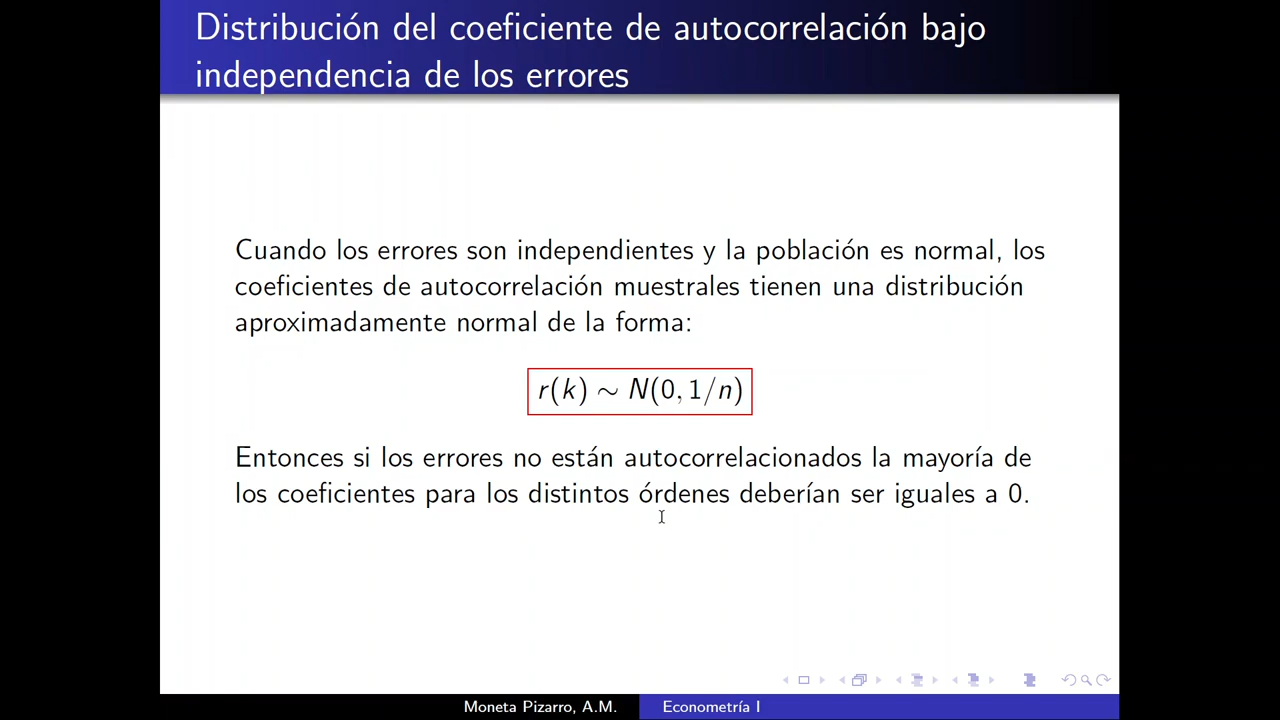 Distribución del coeficiente de autocorrelación bajo
independencia de los errores
Cuando los errores son independientes y la población es normal, los
coeficientes de autocorrelación muestrales tienen una distribución
aproximadamente normal de la forma:
r(k) ∼ N(0, 1/n)
Entonces si los errores no están autocorrelacionados la mayoría de
los coeficientes para los distintos órdenes deberían ser iguales a 0.
Moneta Pizarro, A.M. Econometría I